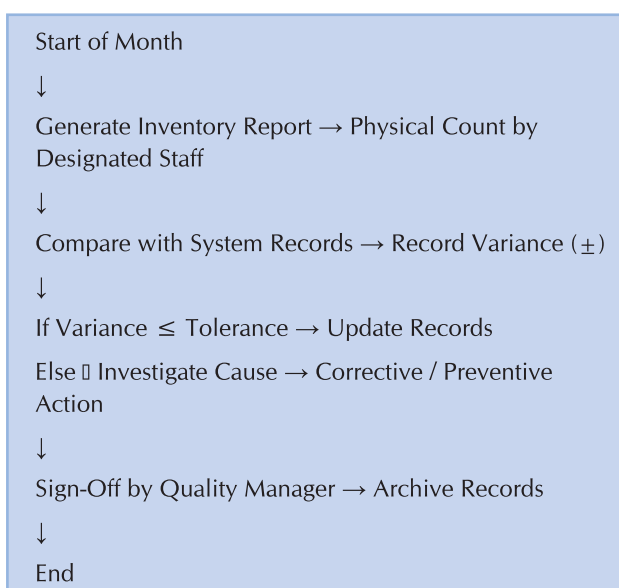 Start of Month
↓
Generate Inventory Report → Physical Count by
Designated Staff
↓
Compare with System Records → Record Variance (±)
↓
If Variance ≤ Tolerance → Update Records
Else ▯ Investigate Cause → Corrective / Preventive
Action
↓
Sign-Off by Quality Manager → Archive Records
↓
End